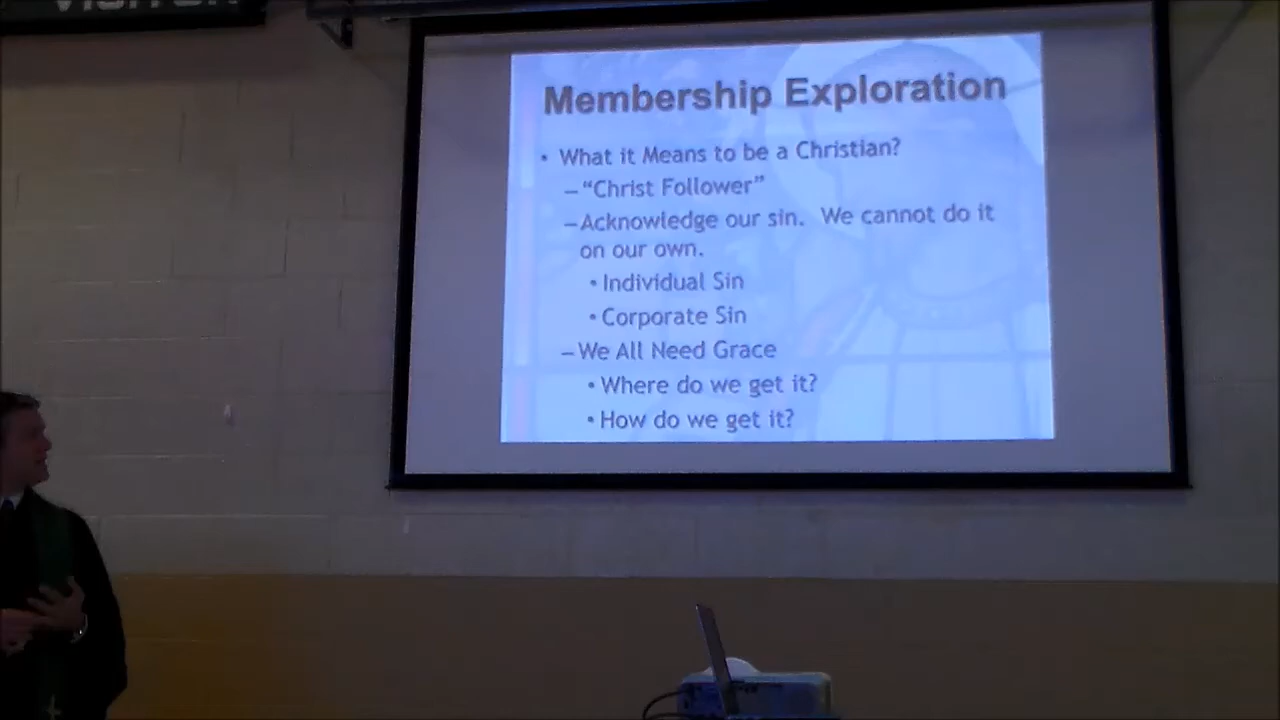 VISITOR
Membership Exploration
• What it Means to be a Christian?
–“Christ Follower”
–Acknowledge our sin.  We cannot do it
on our own.
• Individual Sin
• Corporate Sin
–We All Need Grace
• Where do we get it?
• How do we get it?